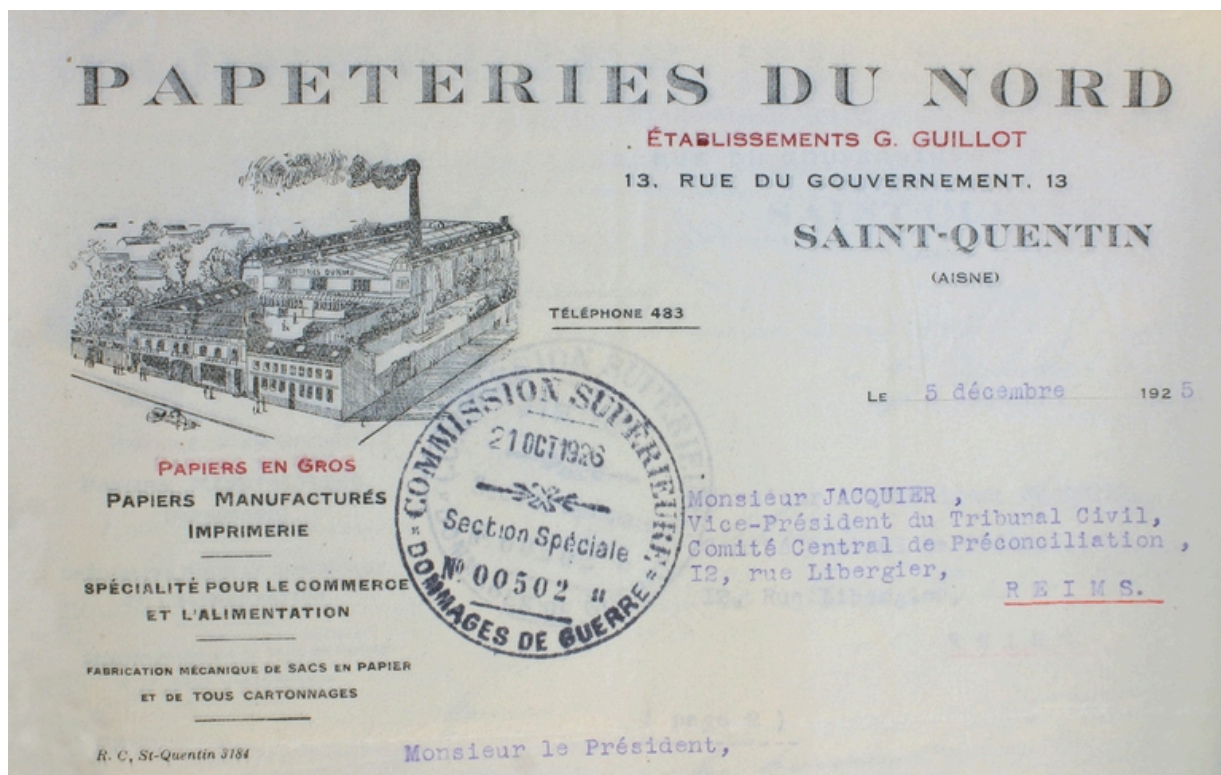 PAPETERIES DU NORD
ÉTABLISSEMENTS G. GUILLOT
13, RUE DU GOUVERNEMENT, 13
SAINT-QUENTIN
(AISNE)
TÉLÉPHONE 483
LE 5 décembre 1925
PAPIERS EN GROS
PAPIERS MANUFACTURÉS
IMPRIMERIE
SPÉCIALITÉ POUR LE COMMERCE
ET L'ALIMENTATION
FABRICATION MÉCANIQUE DE SACS EN PAPIER
ET DE TOUS CARTONNAGES
R. C, St-Quentin 3184
COMMISSION SUPÉRIEURE
21 OCT 1926
Section Spéciale
Nº 00502 "
DOMMAGES DE GUERRE
Monsieur JACQUIER ,
Vice-Président du Tribunal Civil,
Comité Central de Préconciliation ,
I2, rue Libergier,
R E I M S.
Monsieur le Président,